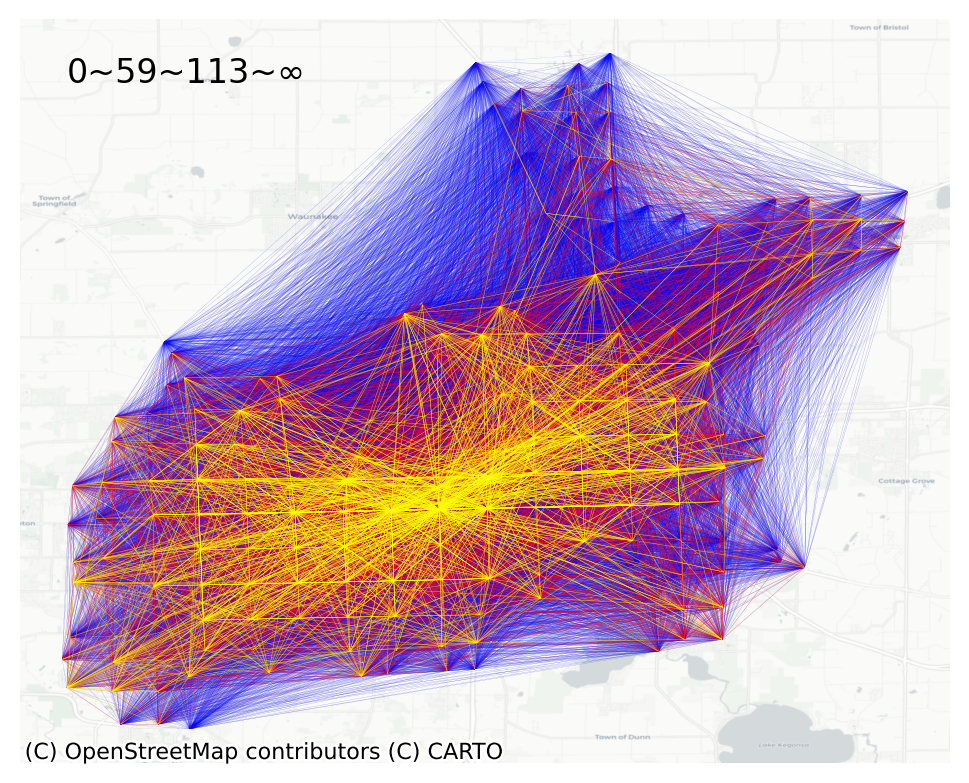 Town of Bristol
0~59~113~∞
Town of
Springfield
Waunakee
Cottage Grove
ton
Town of Dunn
Lake Kegonsa
(C) OpenStreetMap contributors (C) CARTO